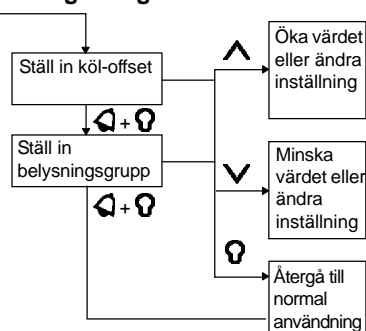 Ställ in köl-offset
+
Ställ in
belysningsgrupp
+
Öka värdet
eller ändra
inställning
Minska
värdet eller
ändra
inställning
Återgå till
normal
användning